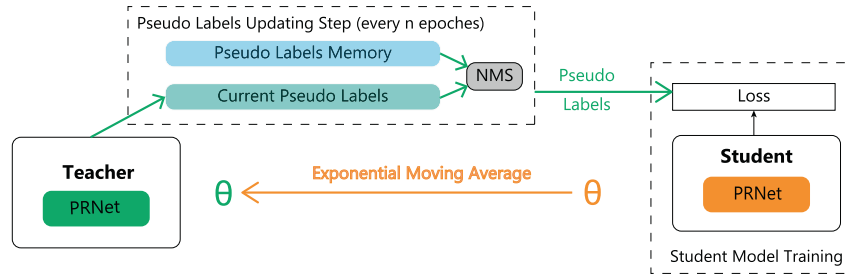 Pseudo Labels Updating Step (every n epoches)
Pseudo Labels Memory
Current Pseudo Labels
NMS
Pseudo
Labels
Loss
Teacher
PRNet
θ
Exponential Moving Average
θ
Student
PRNet
Student Model Training